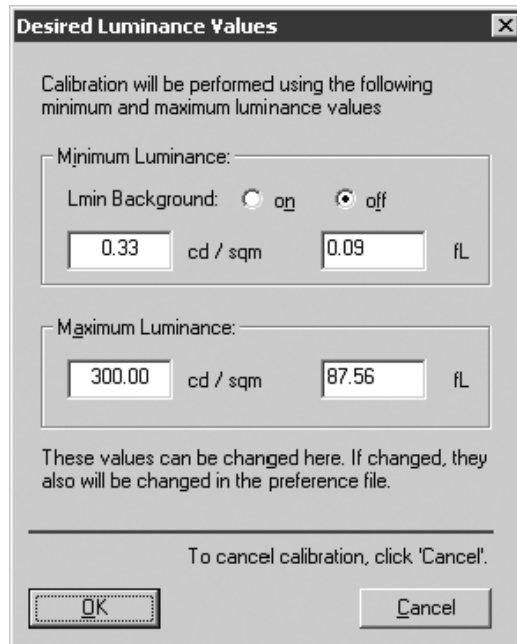 Desired Luminance Values
Calibration will be performed using the following
minimum and maximum luminance values
Minimum Luminance:
Lmin Background: on off
0.33 cd / sqm 0.09 fL
Maximum Luminance:
300.00 cd / sqm 87.56 fL
These values can be changed here. If changed, they
also will be changed in the preference file.
To cancel calibration, click 'Cancel'.
OK Cancel